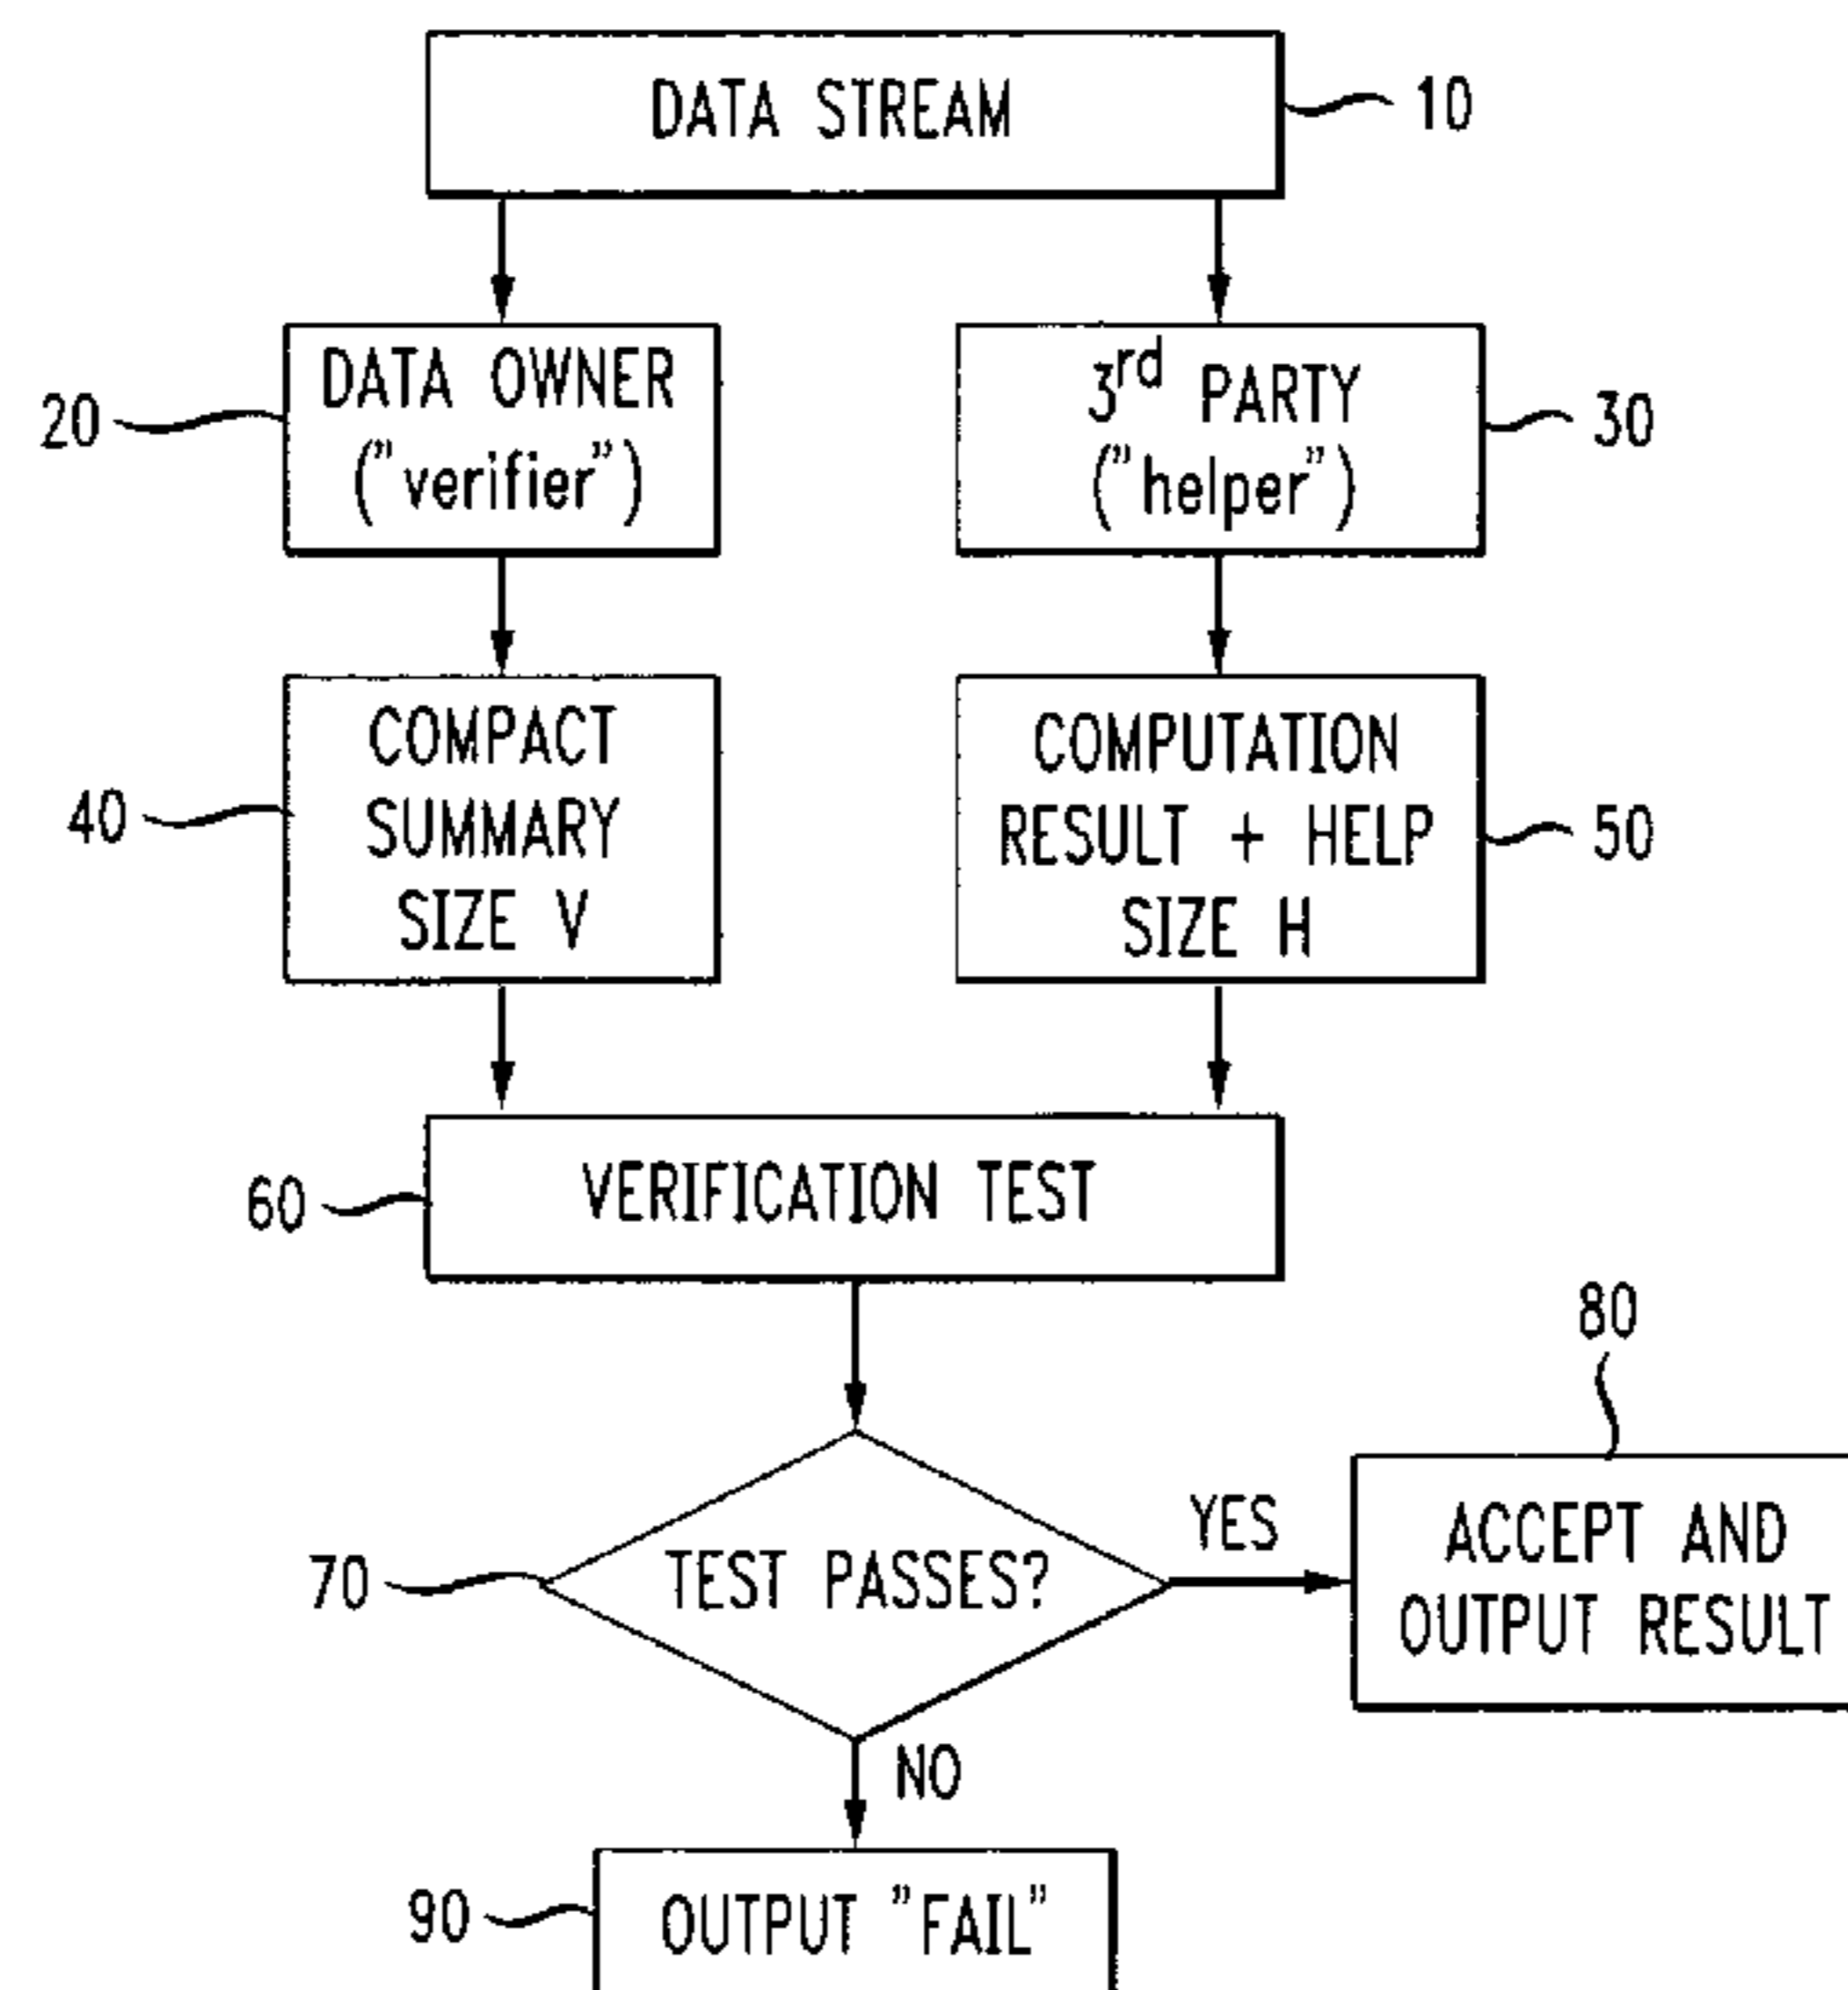 DATA STREAM
10
DATA OWNER
("verifier")
20
3rd PARTY
("helper")
30
COMPACT
SUMMARY
SIZE V
40
COMPUTATION
RESULT + HELP
SIZE H
50
VERIFICATION TEST
60
TEST PASSES?
70
YES
80
ACCEPT AND
OUTPUT RESULT
NO
90
OUTPUT "FAIL"